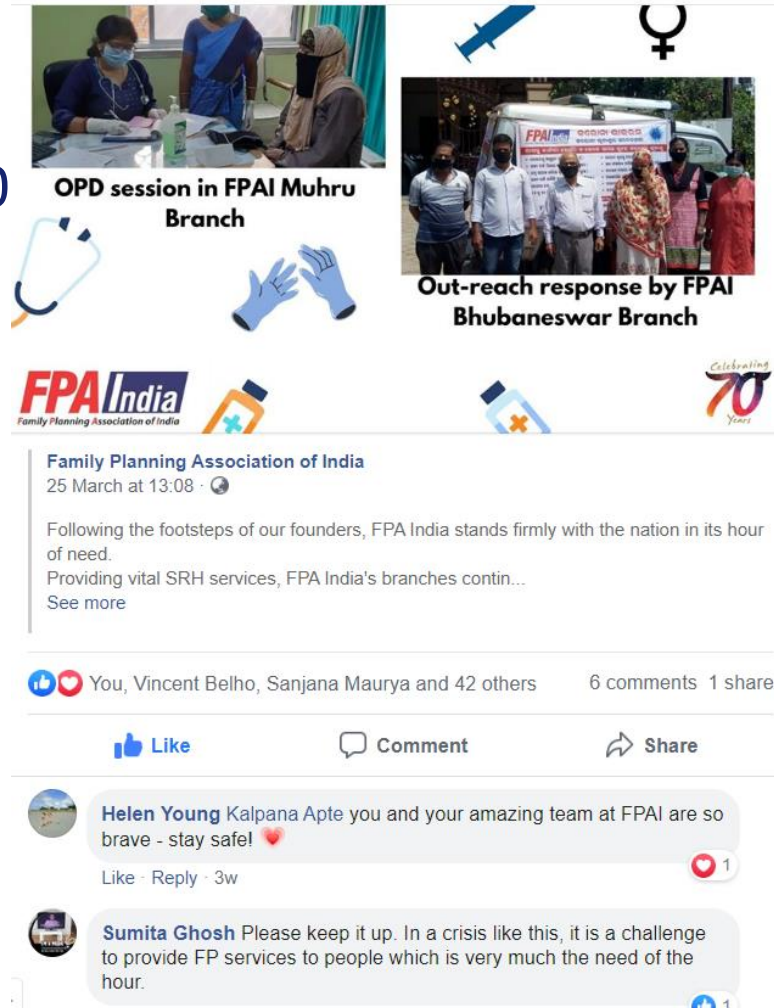 OPD session in FPAI Muhru
Branch
FPAI India
Out-reach response by FPAI
Bhubaneswar Branch
FPA India
Family Planning Association of India
Celebrating
70
Years
Family Planning Association of India
25 March at 13:08 ·
Following the footsteps of our founders, FPA India stands firmly with the nation in its hour
of need.
Providing vital SRH services, FPA India's branches contin...
See more
You, Vincent Belho, Sanjana Maurya and 42 others 6 comments 1 share
Like Comment Share
Helen Young Kalpana Apte you and your amazing team at FPAI are so
brave - stay safe!
1
Like · Reply · 3w
Sumita Ghosh Please keep it up. In a crisis like this, it is a challenge
to provide FP services to people which is very much the need of the
hour.
1